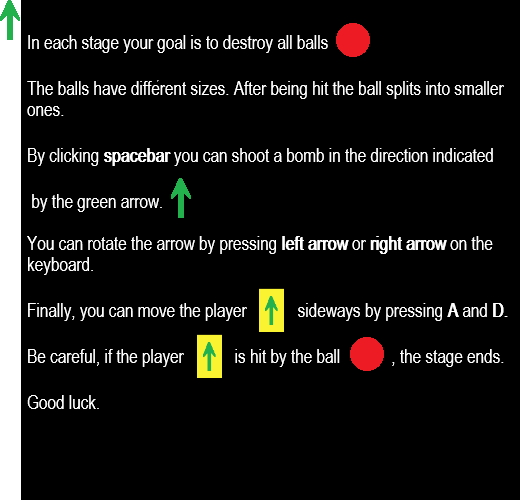 In each stage your goal is to destroy all balls
The balls have different sizes. After being hit the ball splits into smaller
ones.
By clicking spacebar you can shoot a bomb in the direction indicated
by the green arrow.
You can rotate the arrow by pressing left arrow or right arrow on the
keyboard.
Finally, you can move the player sideways by pressing A and D.
Be careful, if the player is hit by the ball , the stage ends.
Good luck.